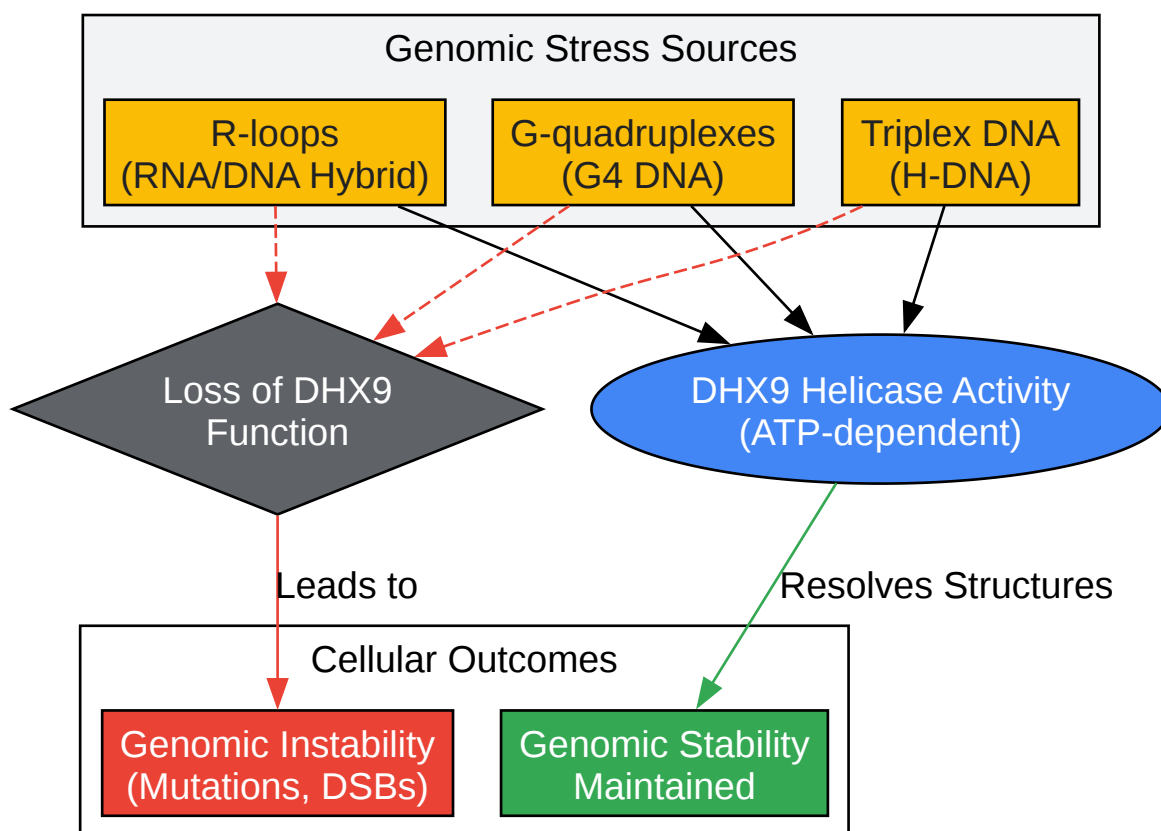 Genomic Stress Sources
R-loops
(RNA/DNA Hybrid)
G-quadruplexes
(G4 DNA)
Triplex DNA
(H-DNA)
Loss of DHX9
Function
DHX9 Helicase Activity
(ATP-dependent)
Leads to
Resolves Structures
Cellular Outcomes
Genomic Instability
(Mutations, DSBs)
Genomic Stability
Maintained